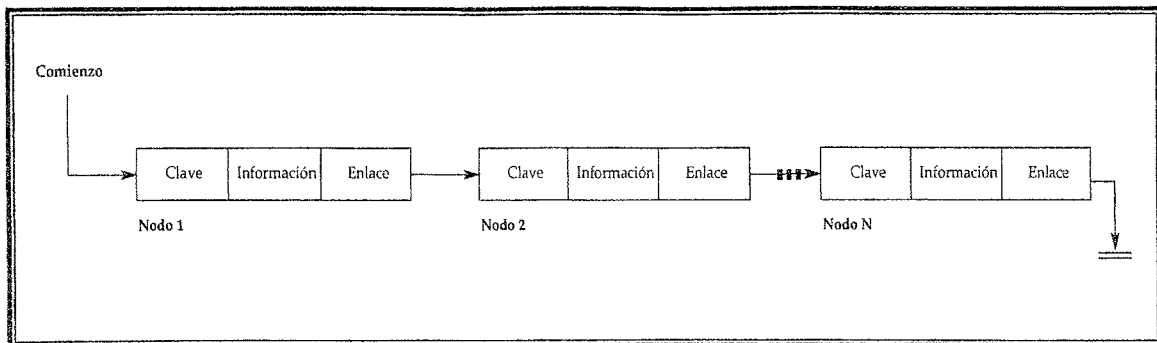 Comienzo
Clave Información Enlace Clave Información Enlace Clave Información Enlace
Nodo 1 Nodo 2 Nodo N